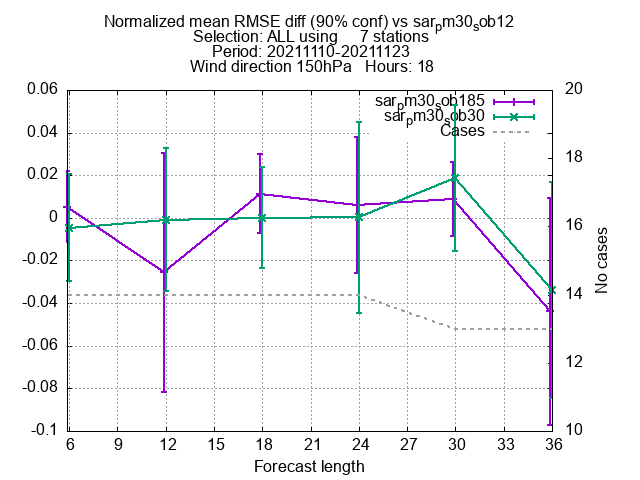 Normalized mean RMSE diff (90% conf) vs sarpm30sob12
Selection: ALL using 7 stations
Period: 20211110-20211123
Wind direction 150hPa Hours: 18
sarpm30sob185
sarpm30sob30
Cases
0.06
0.04
0.02
0
-0.02
-0.04
-0.06
-0.08
-0.1
20
18
16
14
12
10
No cases
6 9 12 15 18 21 24 27 30 33 36
Forecast length